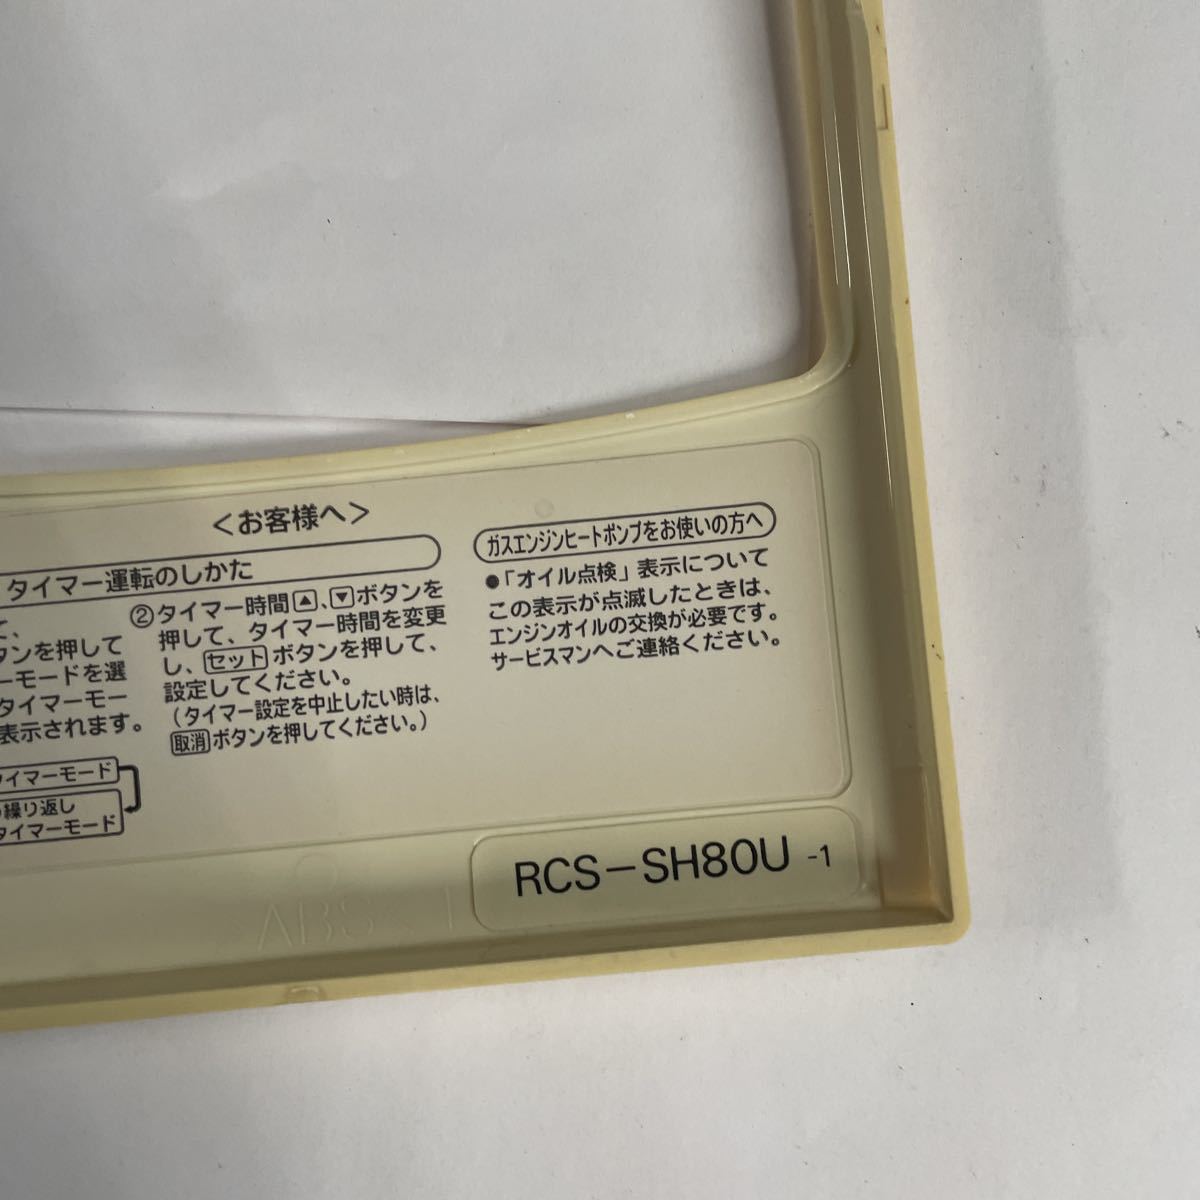 ＜お客様へ＞
タイマー運転のしかた
て、
タンを押して
ーモードを選
タイマーモー
表示されます。
タイマーモード
繰り返し
タイマーモード
②タイマー時間▲、▼ボタンを
押して、タイマー時間を変更
し、セットボタンを押して、
設定してください。
（タイマー設定を中止したい時は、
取消ボタンを押してください。）
ガスエンジンヒートポンプをお使いの方へ
●「オイル点検」表示について
この表示が点滅したときは、
エンジンオイルの交換が必要です。
サービスマンへご連絡ください。
RCS－SH80U -1
>ABS<1